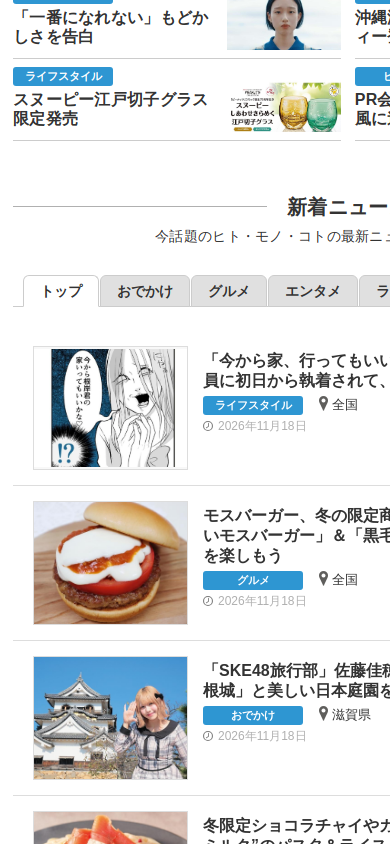 「一番になれない」もどか
しさを告白
沖縄
ィー
ライフスタイル
スヌーピー江戸切子グラス
限定発売
スヌーピー
しあわせきらめく
江戸切子グラス
PR会
風に
新着ニュー
今話題のヒト・モノ・コトの最新ニュ
トップ
おでかけ
グルメ
エンタメ
ラ
今から根岸君の
家いってもいいかな♡
!?
「今から家、行ってもいい
員に初日から執着されて、
ライフスタイル
全国
2026年11月18日
モスバーガー、冬の限定商
いモスバーガー」＆「黒毛
を楽しもう
グルメ
全国
2026年11月18日
「SKE48旅行部」佐藤佳穂
根城」と美しい日本庭園を
おでかけ
滋賀県
2026年11月18日
冬限定ショコラチャイやカ
ミルク”のパスタ＆ライス